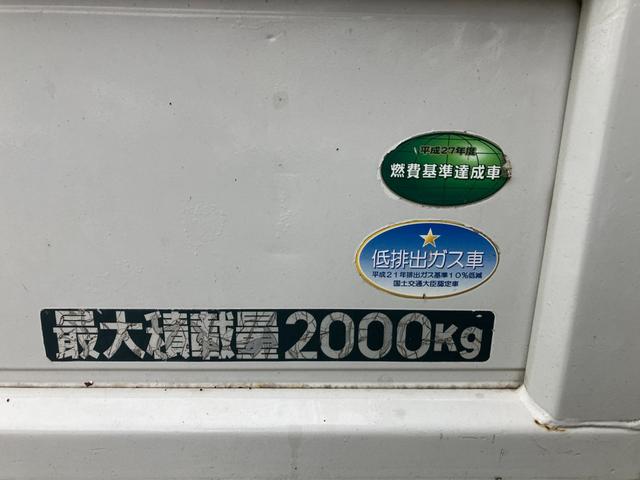 平成27年度
燃費基準達成車
低排出ガス車
平成21年排出ガス基準10%低減
国土交通大臣認定車
最大積載量2000Kg